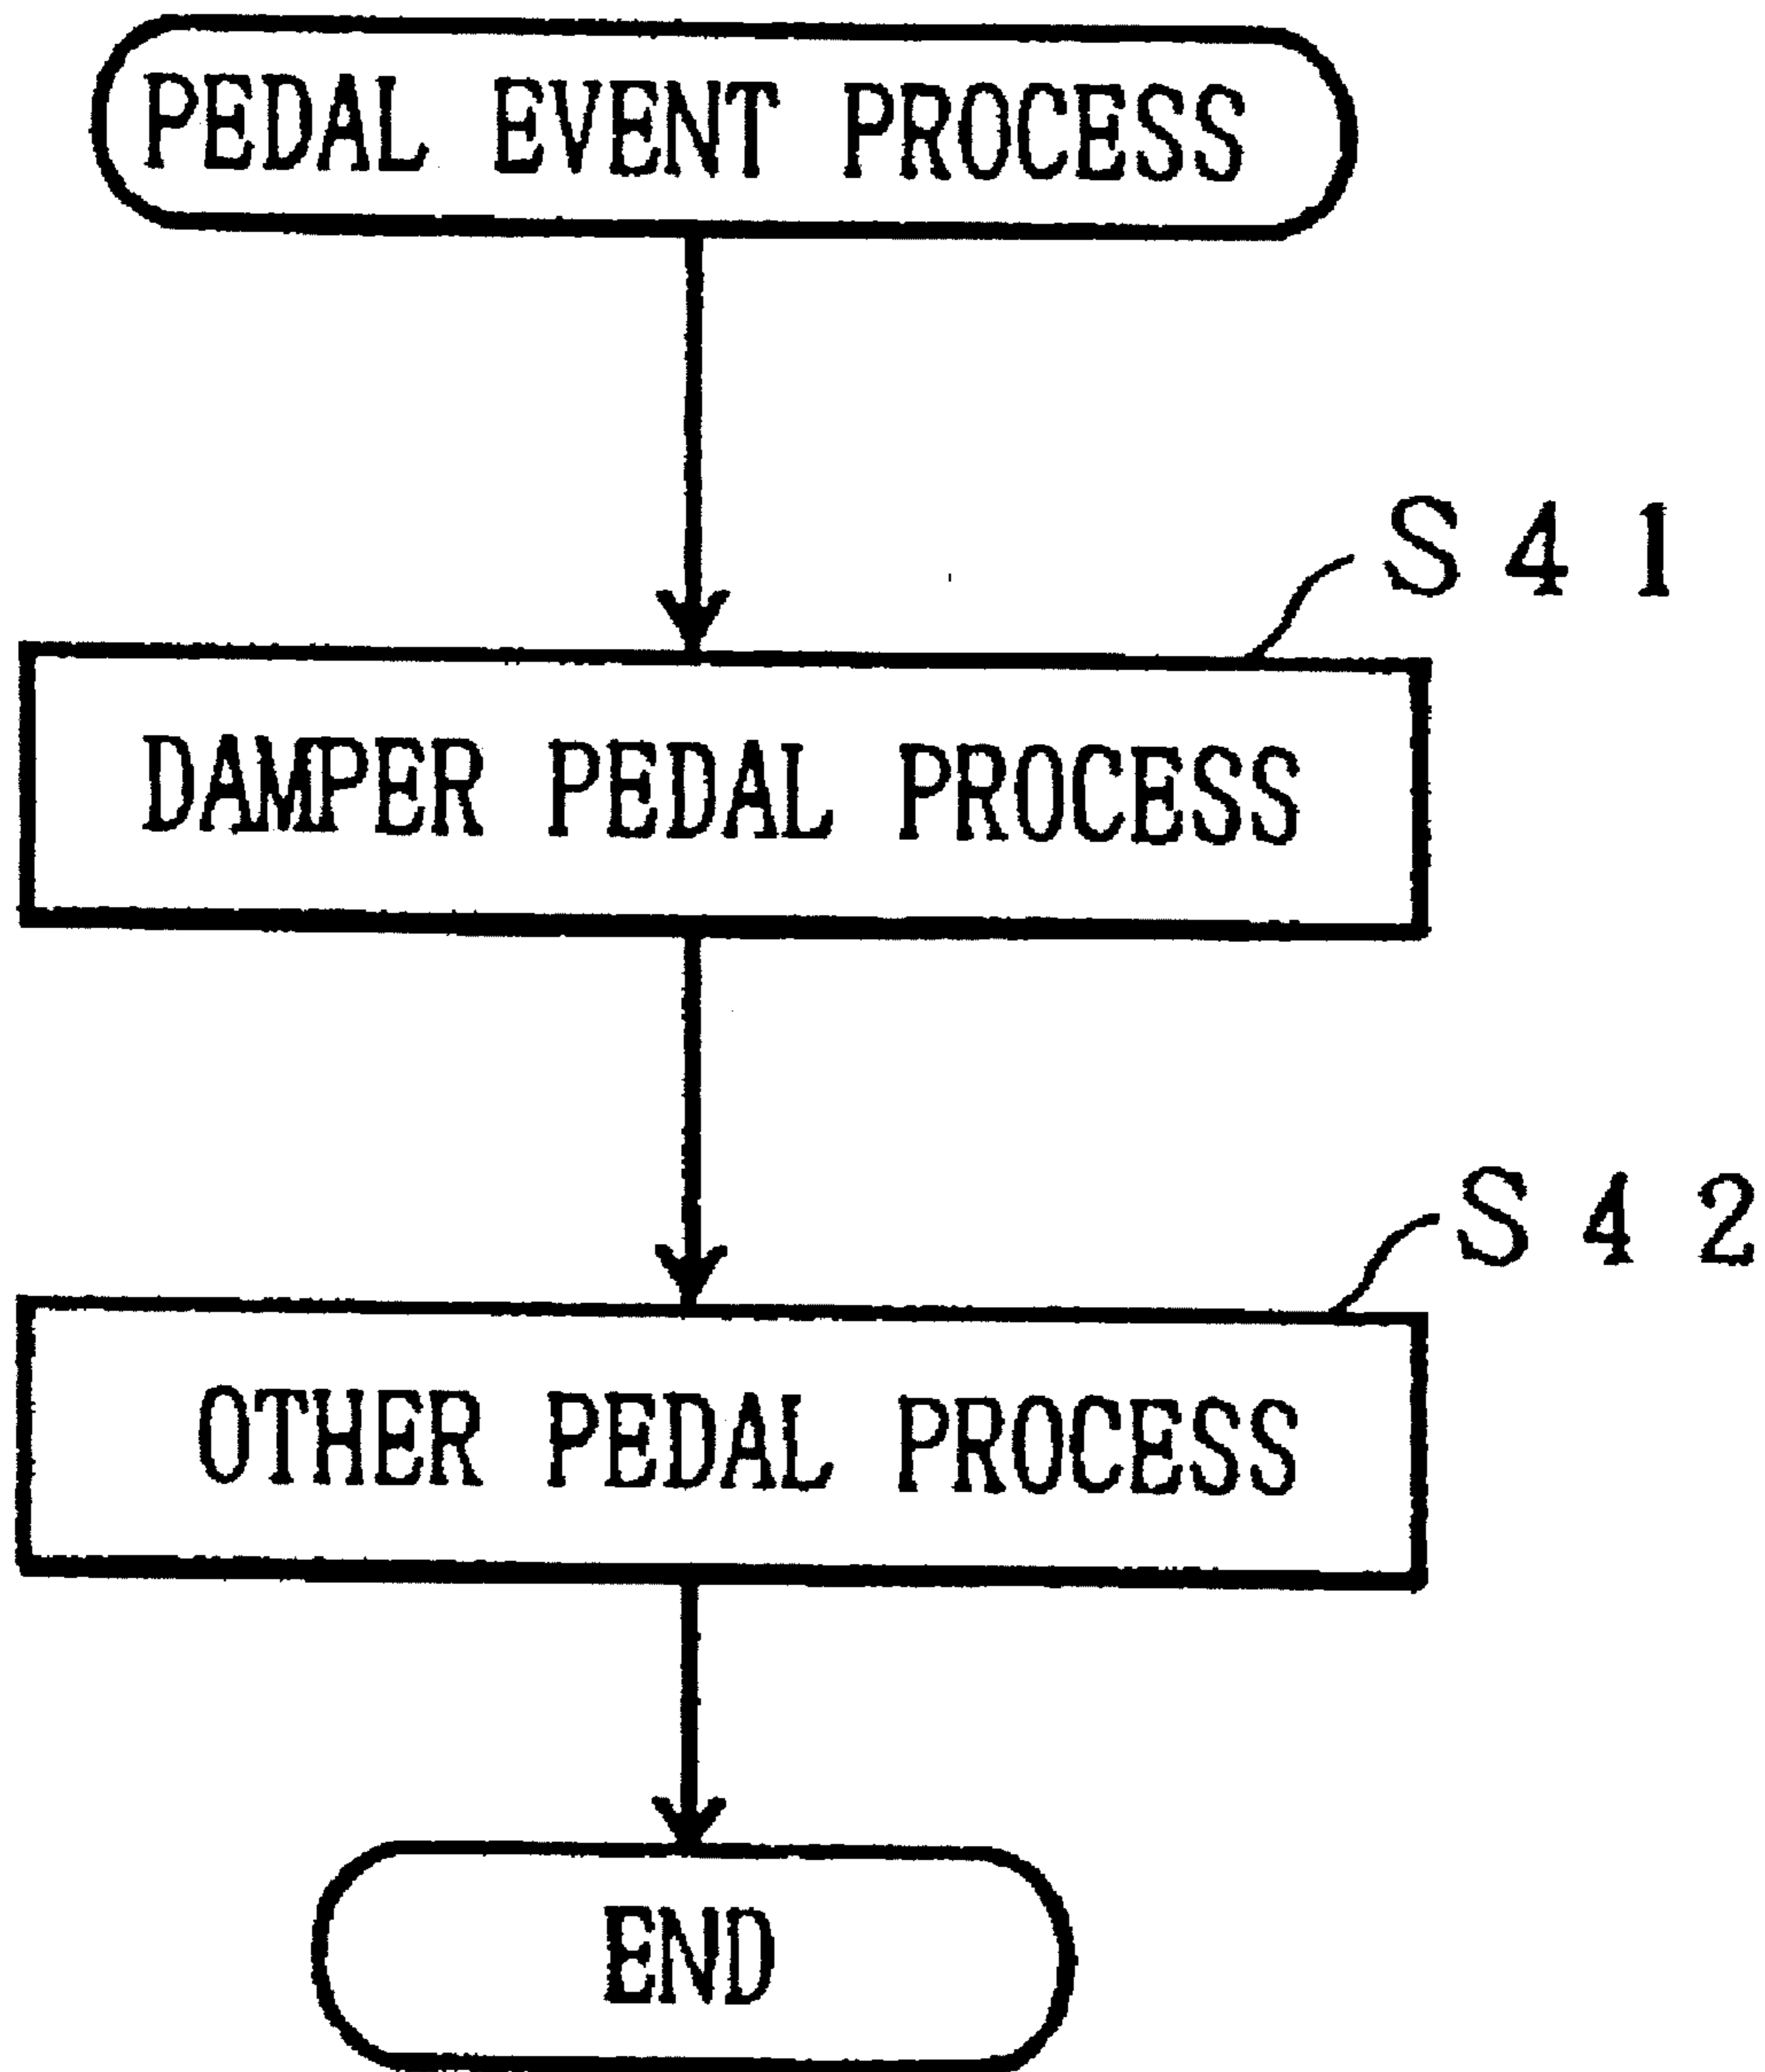 PEDAL EVENT PROCESS
S41
DAMPER PEDAL PROCESS
S42
OTHER PEDAL PROCESS
END